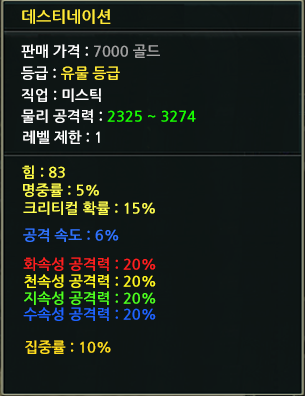 데스티네이션
판매 가격 : 7000 골드
등급 : 유물 등급
직업 : 미스틱
물리 공격력 : 2325 ~ 3274
레벨 제한 : 1
힘 : 83
명중률 : 5%
크리티컬 확률 : 15%
공격 속도 : 6%
화속성 공격력 : 20%
천속성 공격력 : 20%
지속성 공격력 : 20%
수속성 공격력 : 20%
집중률 : 10%